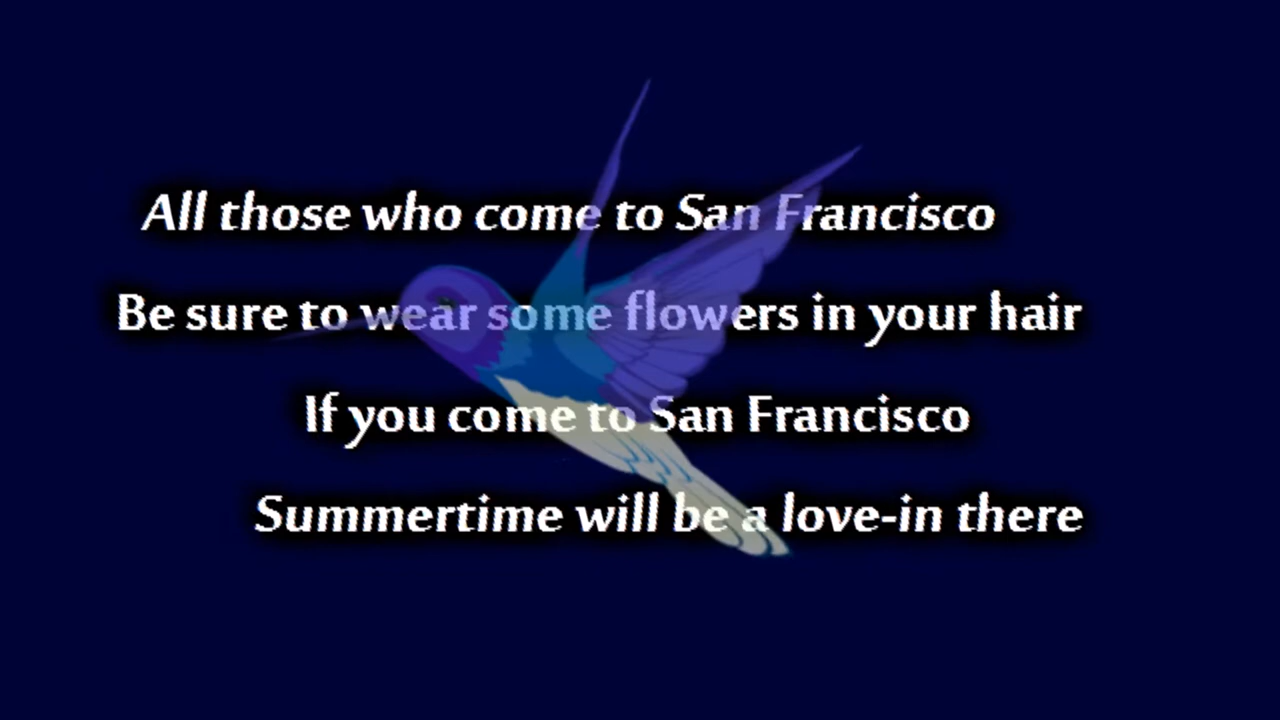 All those who come to San Francisco
Be sure to wear some flowers in your hair
If you come to San Francisco
Summertime will be a love-in there